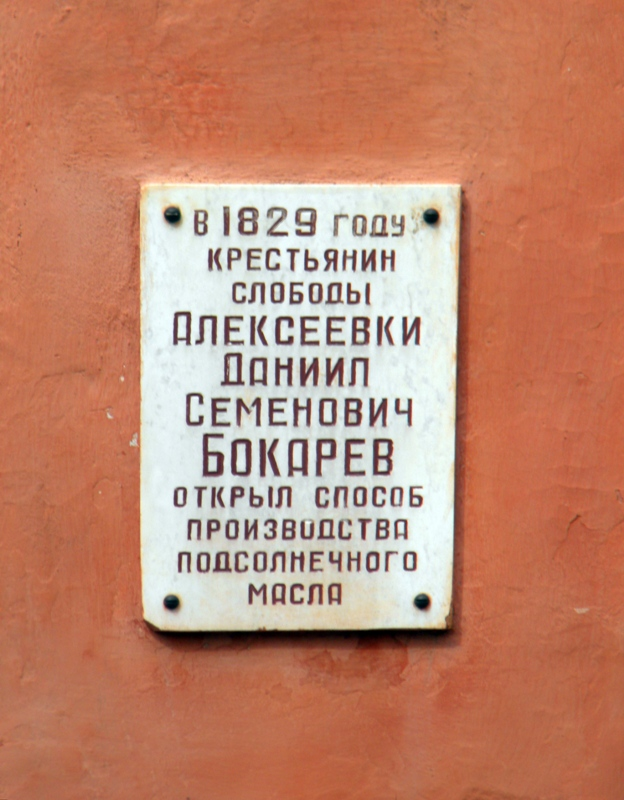 В 1829 ГОДУ
КРЕСТЬЯНИН
СЛОБОДЫ
АЛЕКСЕЕВКИ
ДАНИИЛ
СЕМЕНОВИЧ
БОКАРЕВ
ОТКРЫЛ СПОСОБ
ПРОИЗВОДСТВА
ПОДСОЛНЕЧНОГО
МАСЛА